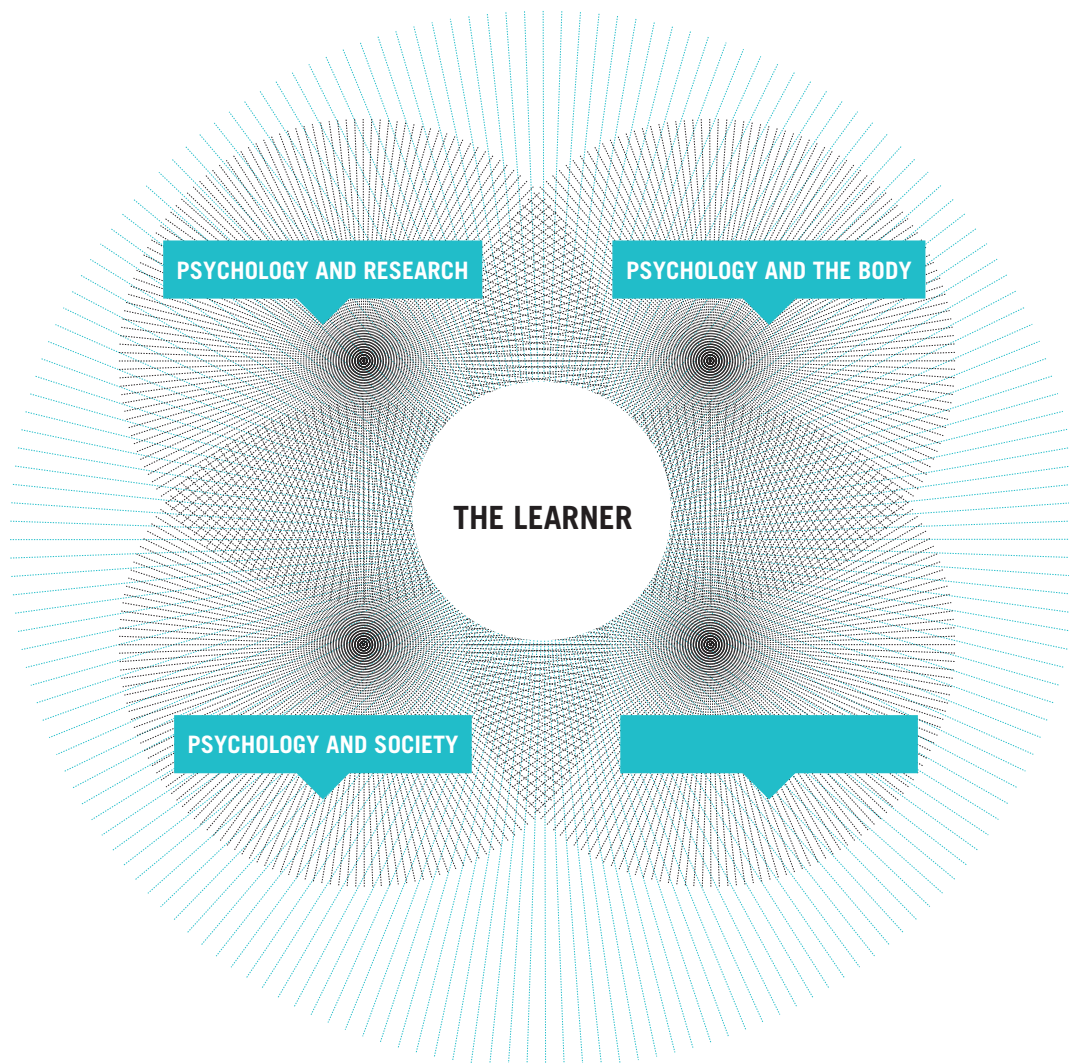 PSYCHOLOGY AND RESEARCH
PSYCHOLOGY AND THE BODY
THE LEARNER
PSYCHOLOGY AND SOCIETY